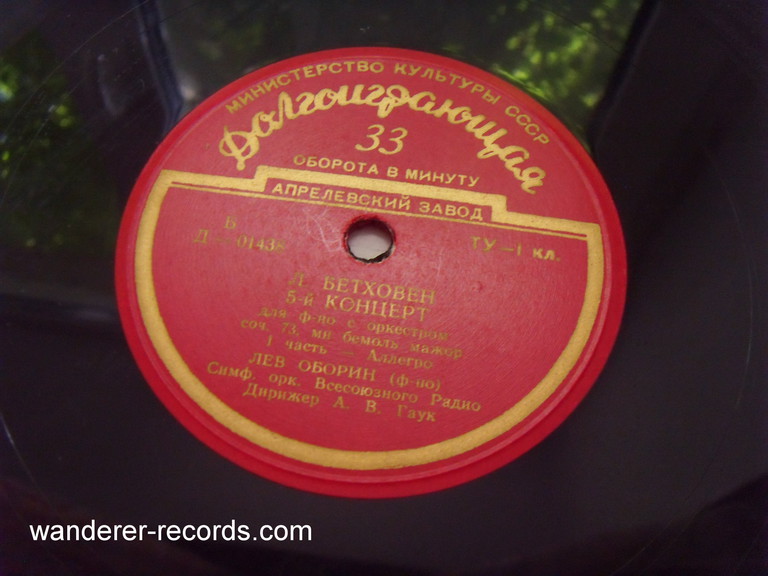 МИНИСТЕРСТВО КУЛЬТУРЫ СССР
Долгоиграющая
33
ОБОРОТА В МИНУТУ
АПРЕЛЕВСКИЙ ЗАВОД
Б
Д — 01438
ТУ — 1 кл.
Л. БЕТХОВЕН
5-й КОНЦЕРТ
для ф-но с оркестром
соч. 73, ми бемоль мажор
I часть — Аллегро
ЛЕВ ОБОРИН (ф-но)
Симф. орк. Всесоюзного Радио
Дирижер А. В. Гаук
wanderer-records.com